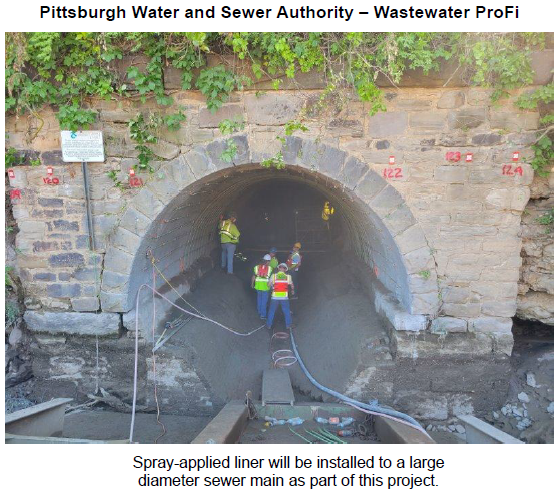 Pittsburgh Water and Sewer Authority – Wastewater ProFi
119 120 121 122 123 124
Spray-applied liner will be installed to a large
diameter sewer main as part of this project.